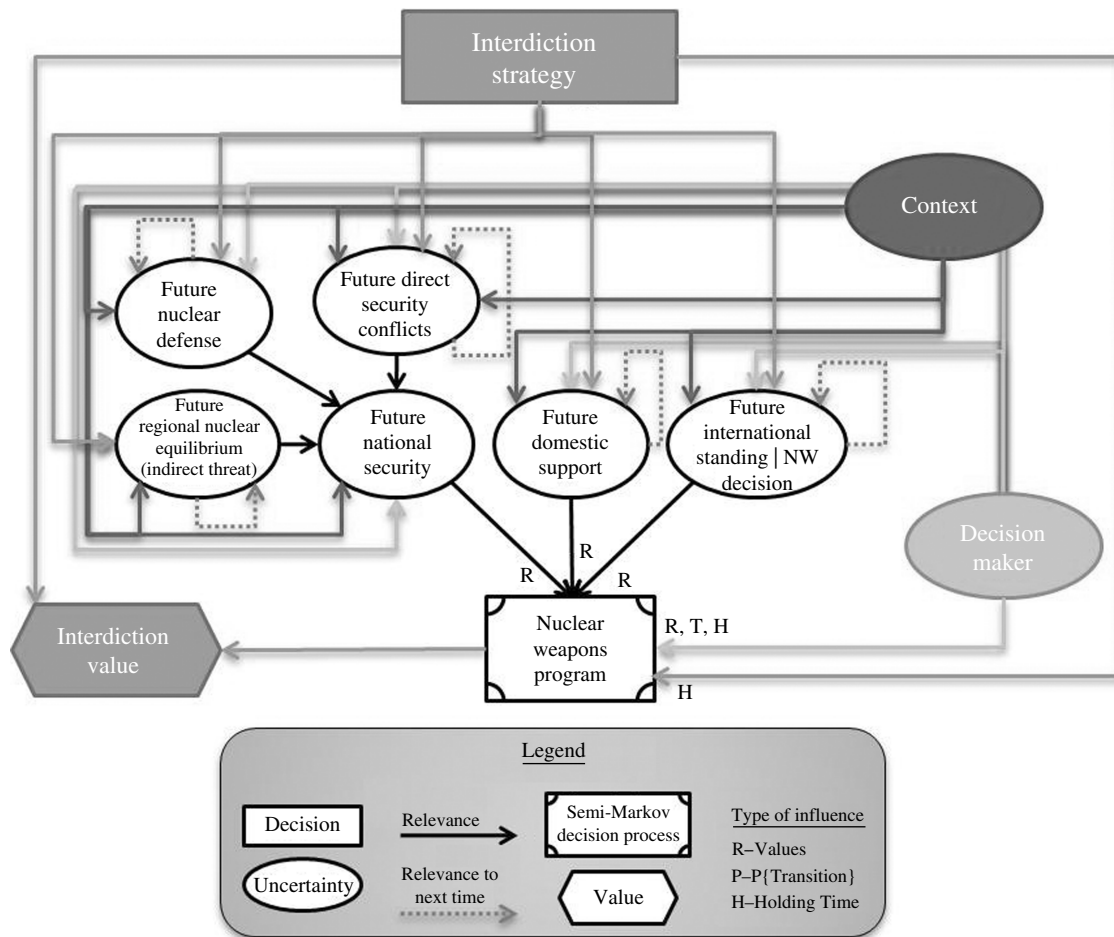 Interdiction
strategy
Context
Future
nuclear
defense
Future direct
security
conflicts
Future
regional nuclear
equilibrium
(indirect threat)
Future
national
security
Future
domestic
support
Future
international
standing | NW
decision
Decision
maker
R
R
R
Interdiction
value
Nuclear
weapons
program
R, T, H
H
Legend
Decision
Relevance
Semi-Markov
decision process
Type of influence
R–Values
P–P{Transition}
H–Holding Time
Uncertainty
Relevance to
next time
Value